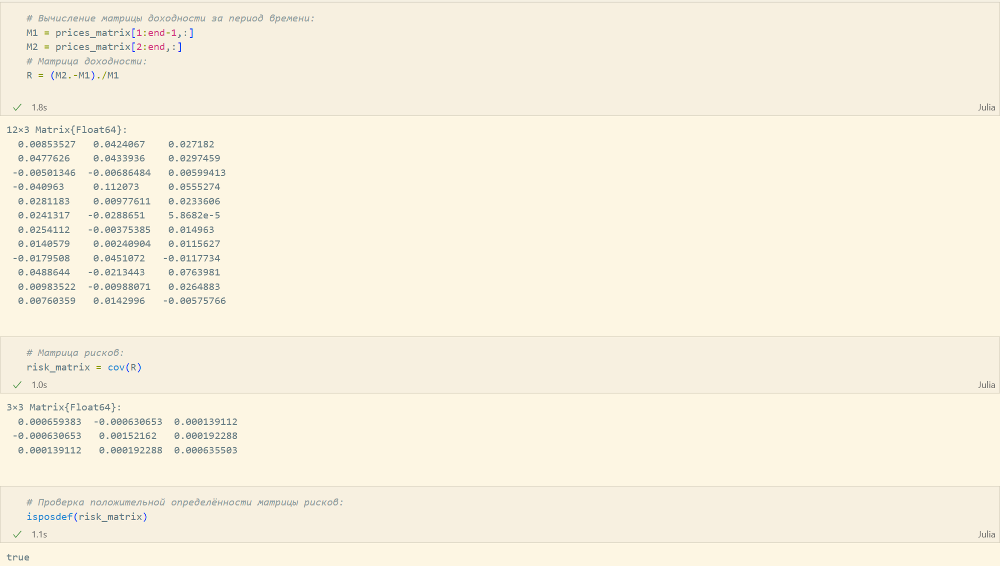 # Вычисление матрицы доходности за период времени:
M1 = prices_matrix[1:end-1,:]
M2 = prices_matrix[2:end,:]
# Матрица доходности:
R = (M2.-M1)./M1
✓ 1.8s Julia
12×3 Matrix{Float64}:
0.00853527 0.0424067 0.027182
0.0477626 0.0433936 0.0297459
-0.00501346 -0.00686484 0.00599413
-0.040963 0.112073 0.0555274
0.0281183 0.00977611 0.0233606
0.0241317 -0.0288651 5.8682e-5
0.0254112 -0.00375385 0.014963
0.0140579 0.00240904 0.0115627
-0.0179508 0.0451072 -0.0117734
0.0488644 -0.0213443 0.0763981
0.00983522 -0.00988071 0.0264883
0.00760359 0.0142996 -0.00575766
# Матрица рисков:
risk_matrix = cov(R)
✓ 1.0s Julia
3×3 Matrix{Float64}:
0.000659383 -0.000630653 0.000139112
-0.000630653 0.00152162 0.000192288
0.000139112 0.000192288 0.000635503
# Проверка положительной определённости матрицы рисков:
isposdef(risk_matrix)
✓ 1.1s Julia
true